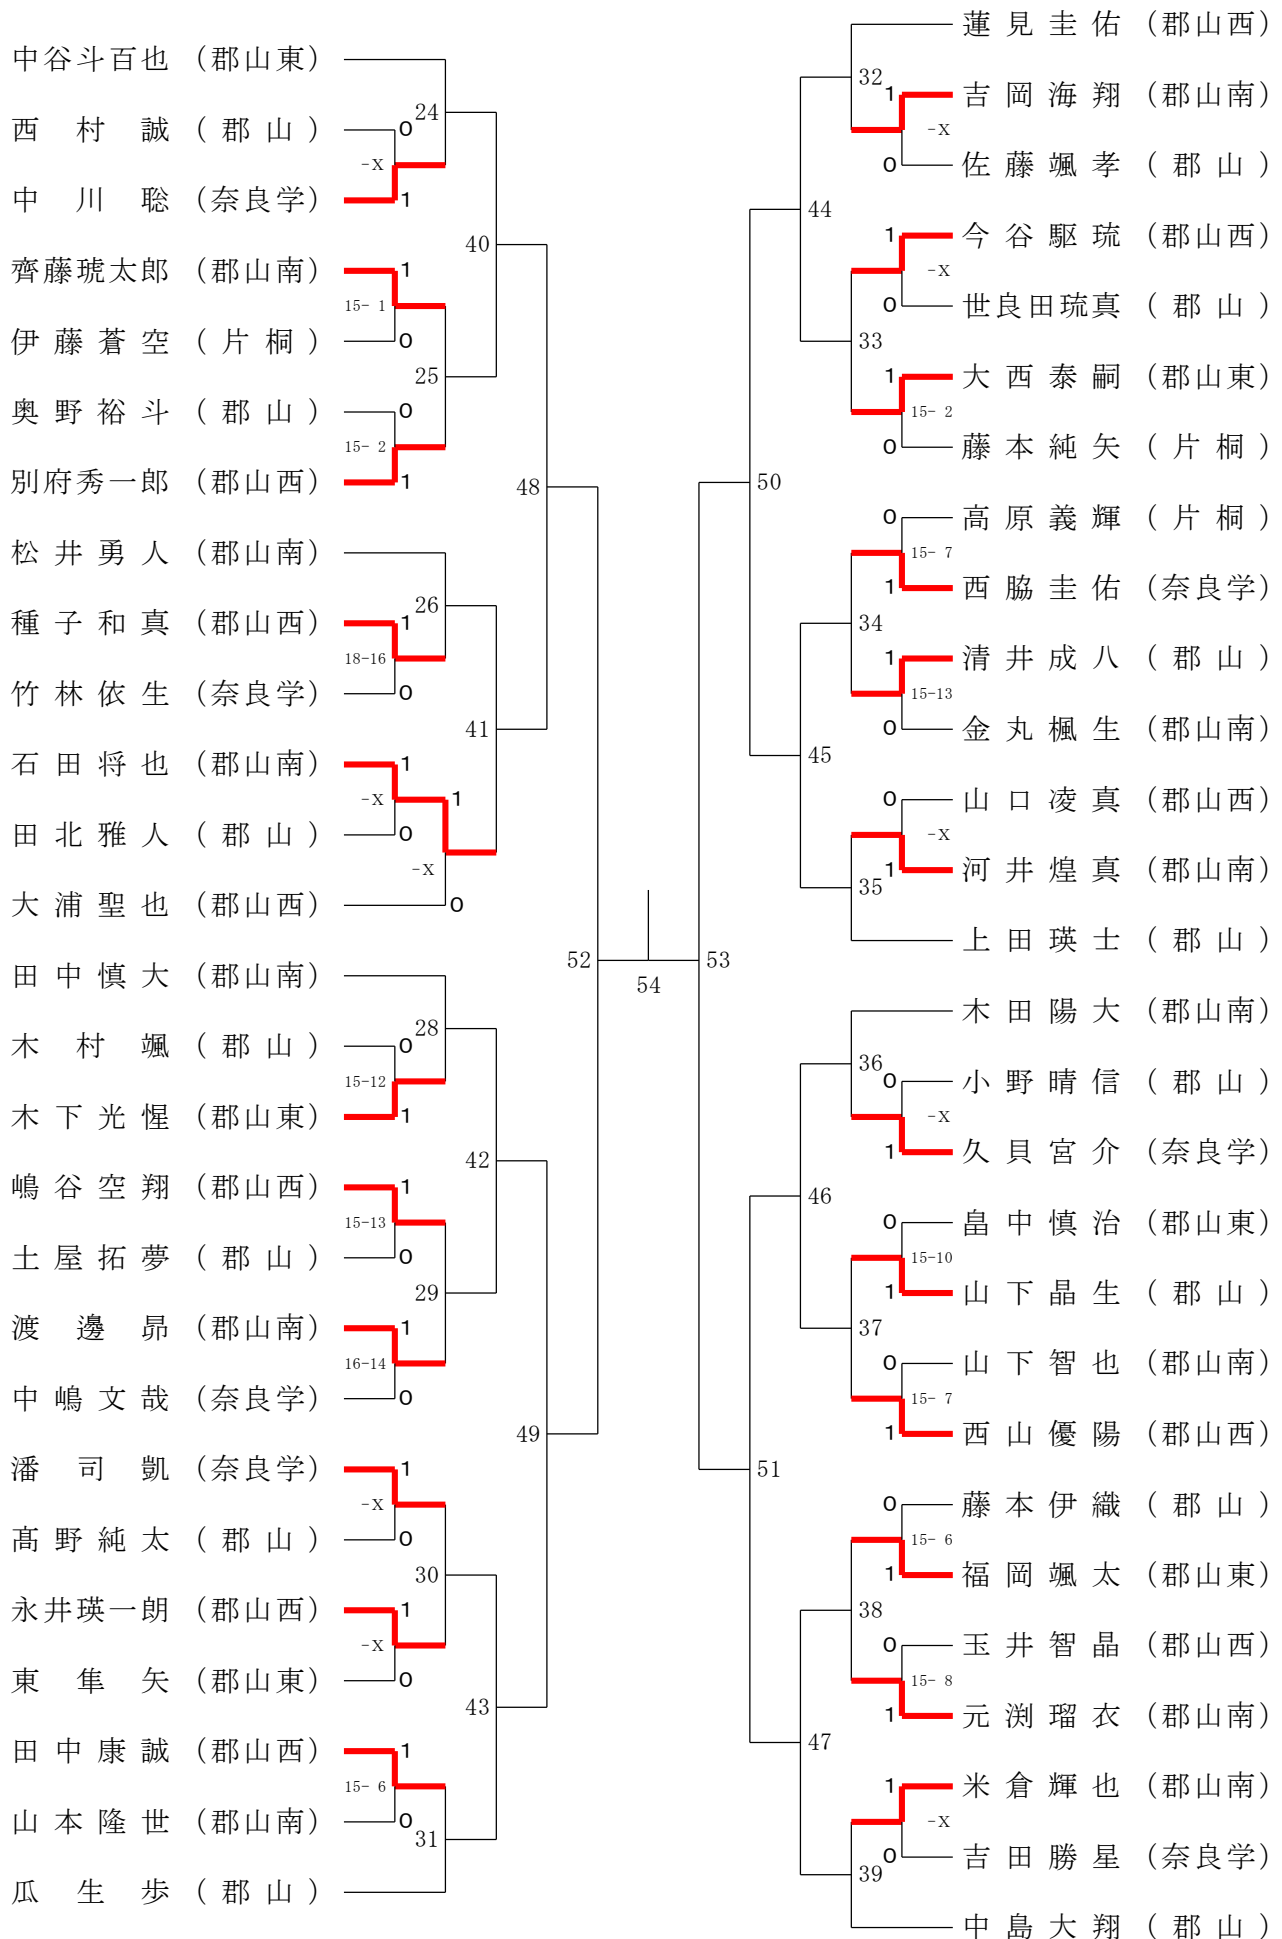 中谷斗百也 (郡山東)
24
西村誠 (郡山) 0
-X
中川聡 (奈良学) 1
40
齊藤琥太郎 (郡山南) 1
15- 1
伊藤蒼空 (片桐) 0
25
奥野裕斗 (郡山) 0
15- 2
別府秀一郎 (郡山西) 1
48
松井勇人 (郡山南)
26
種子和真 (郡山西) 1
18-16
竹林依生 (奈良学) 0
41
石田将也 (郡山南) 1
-X 1
田北雅人 (郡山) 0
-X
大浦聖也 (郡山西) 0
52
田中慎大 (郡山南)
28
木村颯 (郡山) 0
15-12
木下光惺 (郡山東) 1
42
嶋谷空翔 (郡山西) 1
15-13
土屋拓夢 (郡山) 0
29
渡邊昴 (郡山南) 1
16-14
中嶋文哉 (奈良学) 0
49
潘司凱 (奈良学) 1
-X
髙野純太 (郡山) 0
30
永井瑛一朗 (郡山西) 1
-X
東隼矢 (郡山東) 0
43
田中康誠 (郡山西) 1
15- 6
山本隆世 (郡山南) 0
31
瓜生歩 (郡山)
54
蓮見圭佑 (郡山西)
32
1 吉岡海翔 (郡山南)
-X
0 佐藤颯孝 (郡山)
44
1 今谷駆琉 (郡山西)
-X
0 世良田琉真 (郡山)
33
1 大西泰嗣 (郡山東)
15- 2
0 藤本純矢 (片桐)
50
0 高原義輝 (片桐)
15- 7
1 西脇圭佑 (奈良学)
34
1 清井成八 (郡山)
15-13
0 金丸楓生 (郡山南)
45
0 山口凌真 (郡山西)
-X
1 河井煌真 (郡山南)
35
上田瑛士 (郡山)
53
木田陽大 (郡山南)
36
0 小野晴信 (郡山)
-X
1 久貝宮介 (奈良学)
46
0 畠中慎治 (郡山東)
15-10
1 山下晶生 (郡山)
37
0 山下智也 (郡山南)
15- 7
1 西山優陽 (郡山西)
51
0 藤本伊織 (郡山)
15- 6
1 福岡颯太 (郡山東)
38
0 玉井智晶 (郡山西)
15- 8
1 元渕瑠衣 (郡山南)
47
1 米倉輝也 (郡山南)
-X
0 吉田勝星 (奈良学)
39
中島大翔 (郡山)